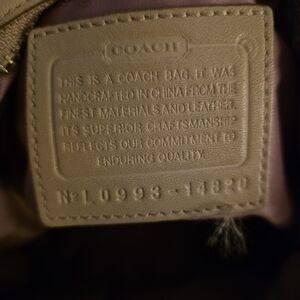 COACH
THIS IS A COACH BAG. IT WAS
HANDCRAFTED IN CHINA FROM THE
FINEST MATERIALS AND LEATHER.
ITS SUPERIOR CRAFTSMANSHIP
REFLECTS OUR COMMITMENT TO
ENDURING QUALITY.
Nº L0993-14820